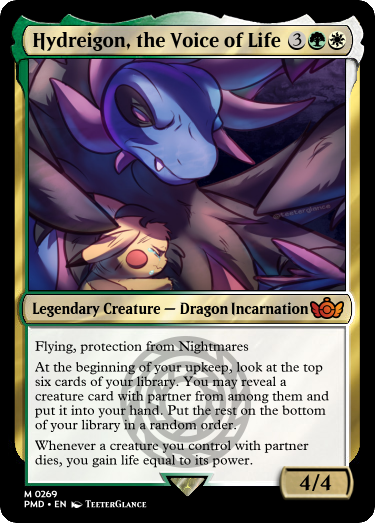 Hydreigon, the Voice of Life 3
@teeterglance
Legendary Creature — Dragon Incarnation
Flying, protection from Nightmares
At the beginning of your upkeep, look at the top
six cards of your library. You may reveal a
creature card with partner from among them and
put it into your hand. Put the rest on the bottom
of your library in a random order.
Whenever a creature you control with partner
dies, you gain life equal to its power.
4/4
M 0269
PMD • EN TeeterGlance